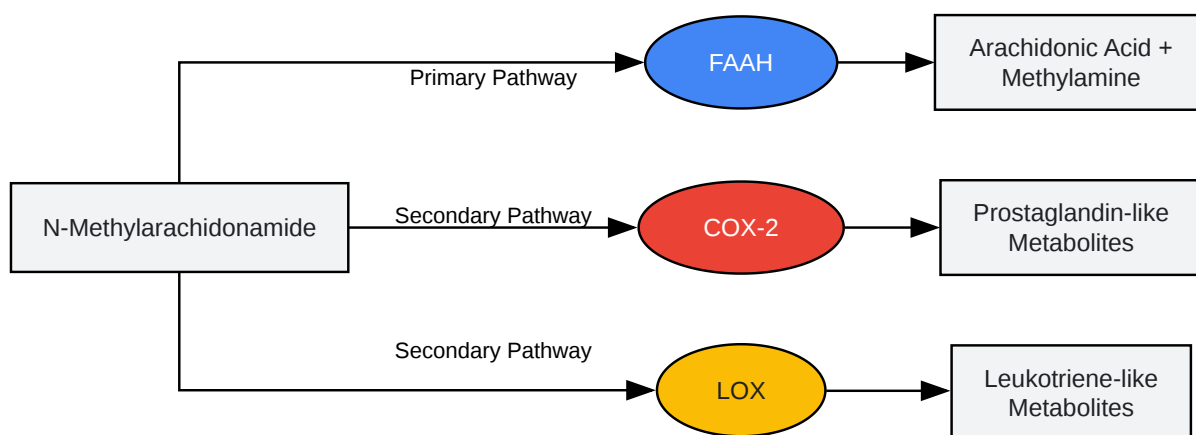 Primary Pathway
FAAH
Arachidonic Acid +
Methylamine
N-Methylarachidonamide
Secondary Pathway
COX-2
Prostaglandin-like
Metabolites
Secondary Pathway
LOX
Leukotriene-like
Metabolites